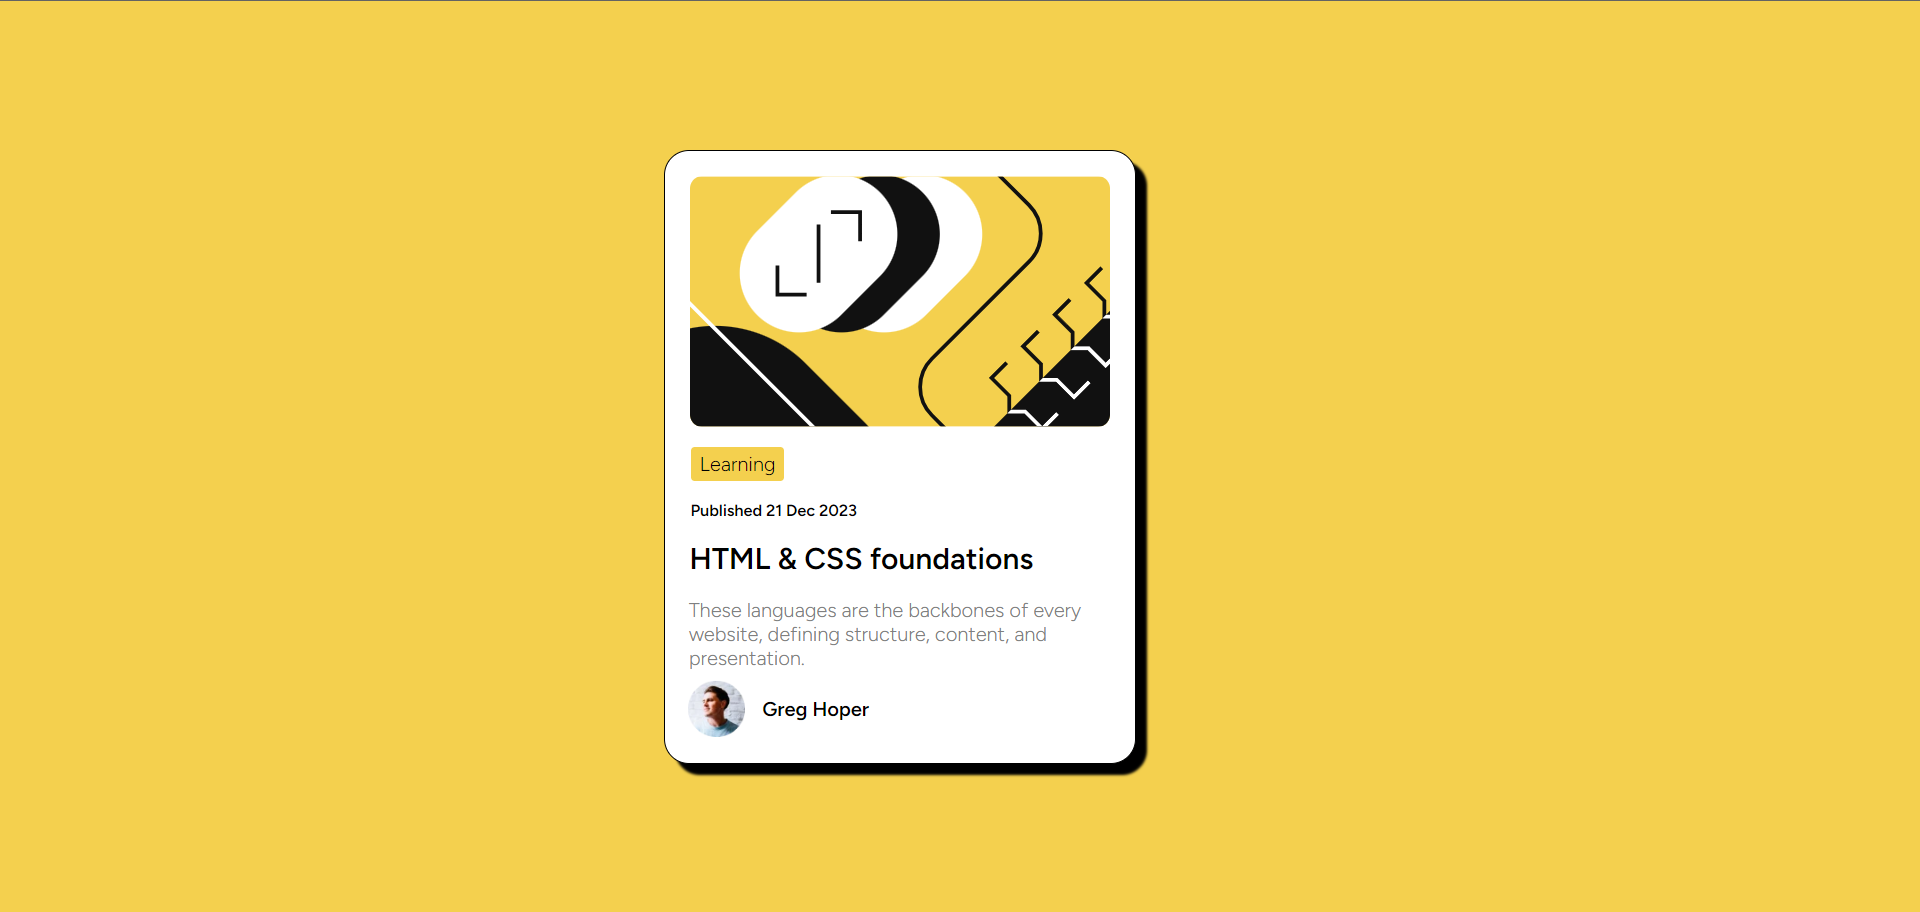 Learning
Published 21 Dec 2023
HTML & CSS foundations
These languages are the backbones of every
website, defining structure, content, and
presentation.
Greg Hoper